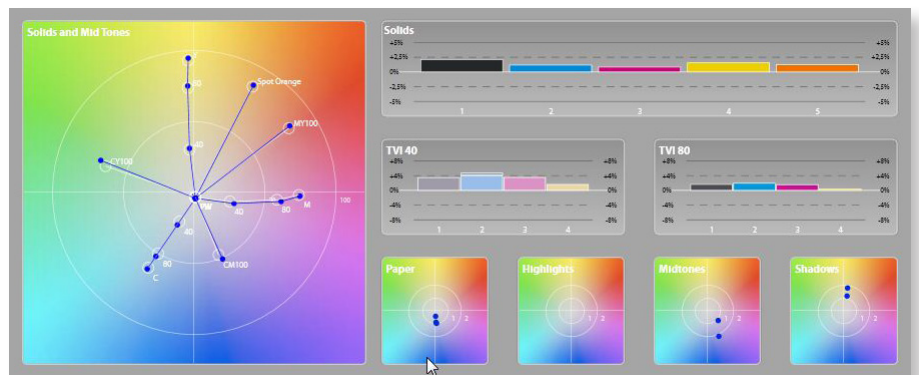 Solids and Mid Tones
Y
80
Spot Orange
MY100
40
CY100
PW
40
80
M
100
40
80
C
CM100
Solids
+5% +5%
+2,5% +2,5%
0% 0%
-2,5% -2,5%
-5% -5%
1 2 3 4 5
TVI 40
+8% +8%
+4% +4%
0% 0%
-4% -4%
-8% -8%
1 2 3 4
TVI 80
+8% +8%
+4% +4%
0% 0%
-4% -4%
-8% -8%
1 2 3 4
Paper
1 2
Highlights
1 2
Midtones
1 2
Shadows
1 2